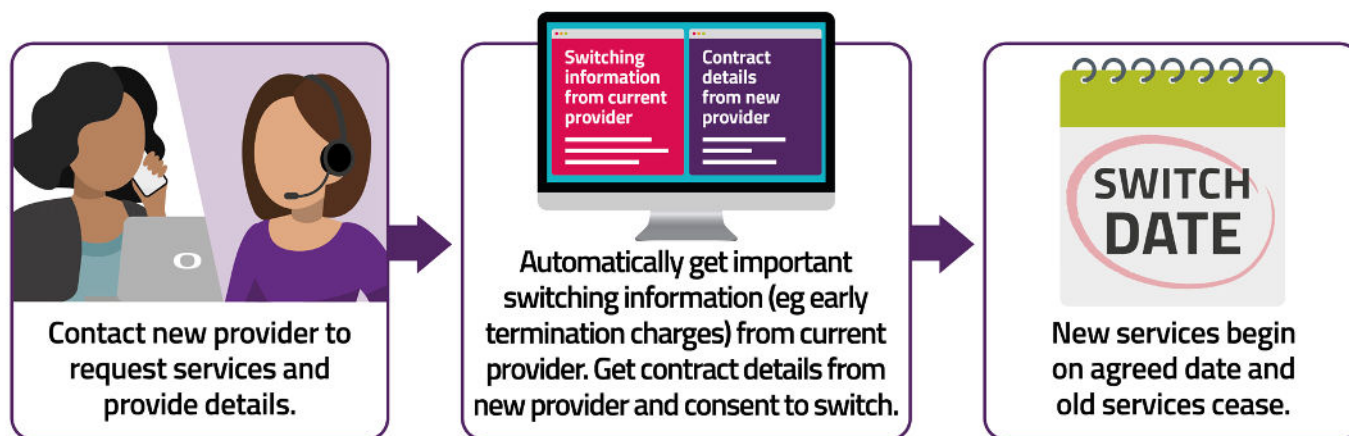 Contact new provider to
request services and
provide details.
Switching
information
from current
provider
Contract
details
from new
provider
Automatically get important
switching information (eg early
termination charges) from current
provider. Get contract details from
new provider and consent to switch.
SWITCH
DATE
New services begin
on agreed date and
old services cease.